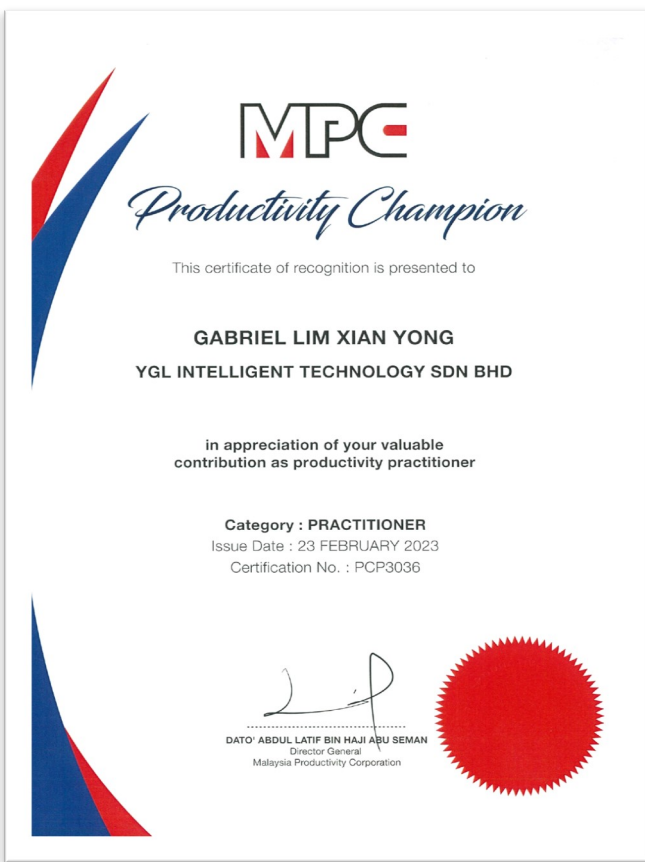 MPC
Productivity Champion
This certificate of recognition is presented to
GABRIEL LIM XIAN YONG
YGL INTELLIGENT TECHNOLOGY SDN BHD
in appreciation of your valuable
contribution as productivity practitioner
Category : PRACTITIONER
Issue Date : 23 FEBRUARY 2023
Certification No. : PCP3036
DATO' ABDUL LATIF BIN HAJI ABU SEMAN
Director General
Malaysia Productivity Corporation